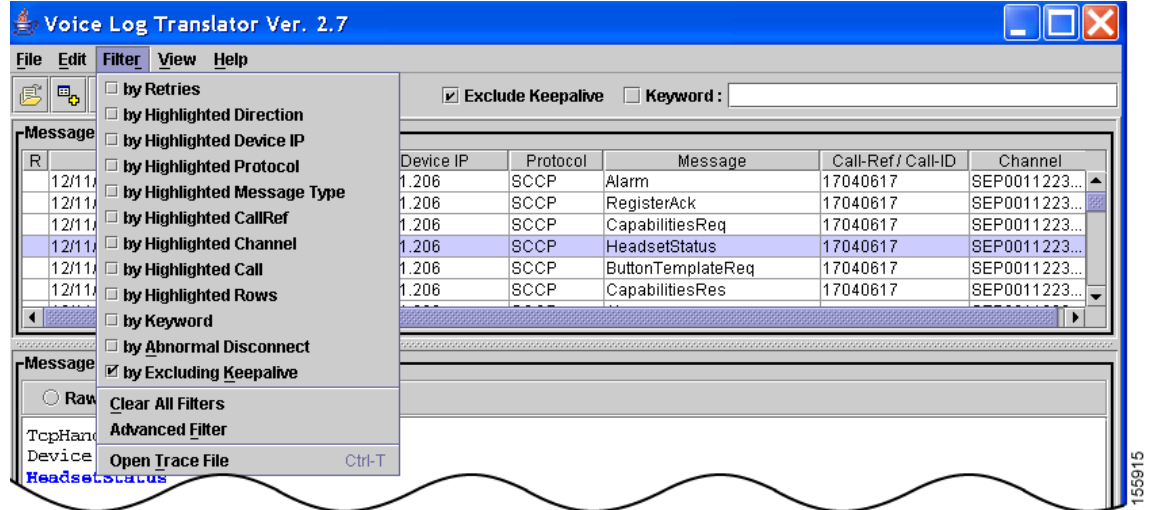 Voice Log Translator Ver. 2.7
File Edit Filter View Help
Exclude Keepalive Keyword :
by Retries
by Highlighted Direction
by Highlighted Device IP
by Highlighted Protocol
by Highlighted Message Type
by Highlighted CallRef
by Highlighted Channel
by Highlighted Call
by Highlighted Rows
by Keyword
by Abnormal Disconnect
by Excluding Keepalive
Clear All Filters
Advanced Filter
Open Trace File Ctrl-T
Message
R Device IP Protocol Message Call-Ref / Call-ID Channel
12/11/ 1.206 SCCP Alarm 17040617 SEP0011223...
12/11/ 1.206 SCCP RegisterAck 17040617 SEP0011223...
12/11/ 1.206 SCCP CapabilitiesReq 17040617 SEP0011223...
12/11/ 1.206 SCCP HeadsetStatus 17040617 SEP0011223...
12/11/ 1.206 SCCP ButtonTemplateReq 17040617 SEP0011223...
12/11/ 1.206 SCCP CapabilitiesRes 17040617 SEP0011223...
Message
Raw
TcpHand
Device
HeadsetStatus
155915